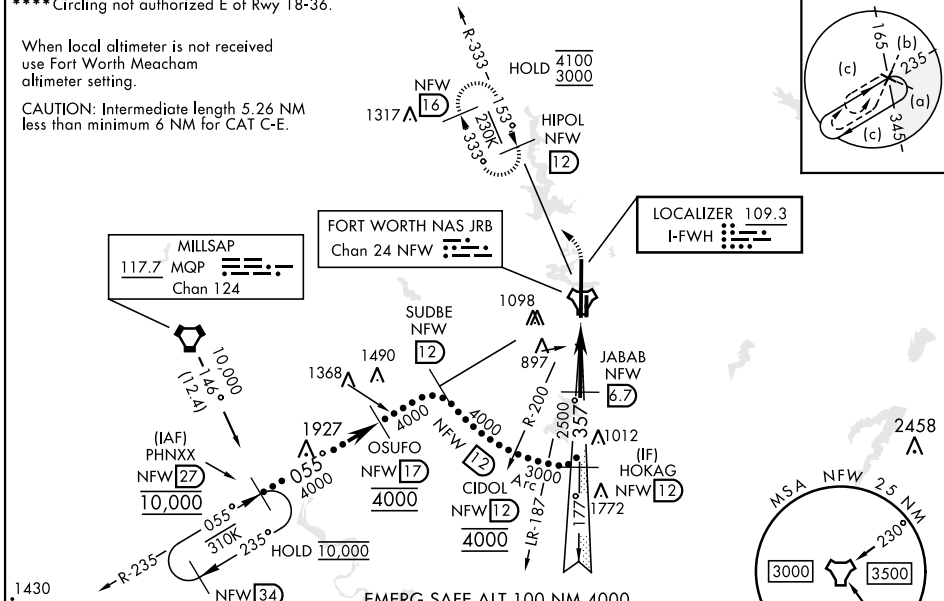 ****Circling not authorized E of Rwy 18-36.
When local altimeter is not received
use Fort Worth Meacham
altimeter setting.
CAUTION: Intermediate length 5.26 NM
less than minimum 6 NM for CAT C-E.
R-333
HOLD 4100
3000
NFW
16
1317
153°
230K
333°
HIPOL
NFW
12
165
(b)
235
(c)
(a)
(c)
345
LOCALIZER 109.3
I-FWH
FORT WORTH NAS JRB
Chan 24 NFW
MILLSAP
117.7 MQP
Chan 124
10,000
146°
(12.4)
SUDBE
NFW
12
1098
897
1490
1368
JABAB
NFW
6.7
R-200
2500
357°
4000
4000
NFW
12
Arc
3000
1012
(IF)
HOKAG
NFW 12
1772
177°
LR-187
1927
OSUFO
NFW 17
4000
CIDOL
NFW 12
4000
(IAF)
PHNXX
NFW 27
10,000
055°
4000
055°
310K
235°
HOLD 10,000
R-235
NFW 34
1430
2458
MSA NFW 25 NM
230°
3000
3500
EMERG SAFE ALT 100 NM 4000